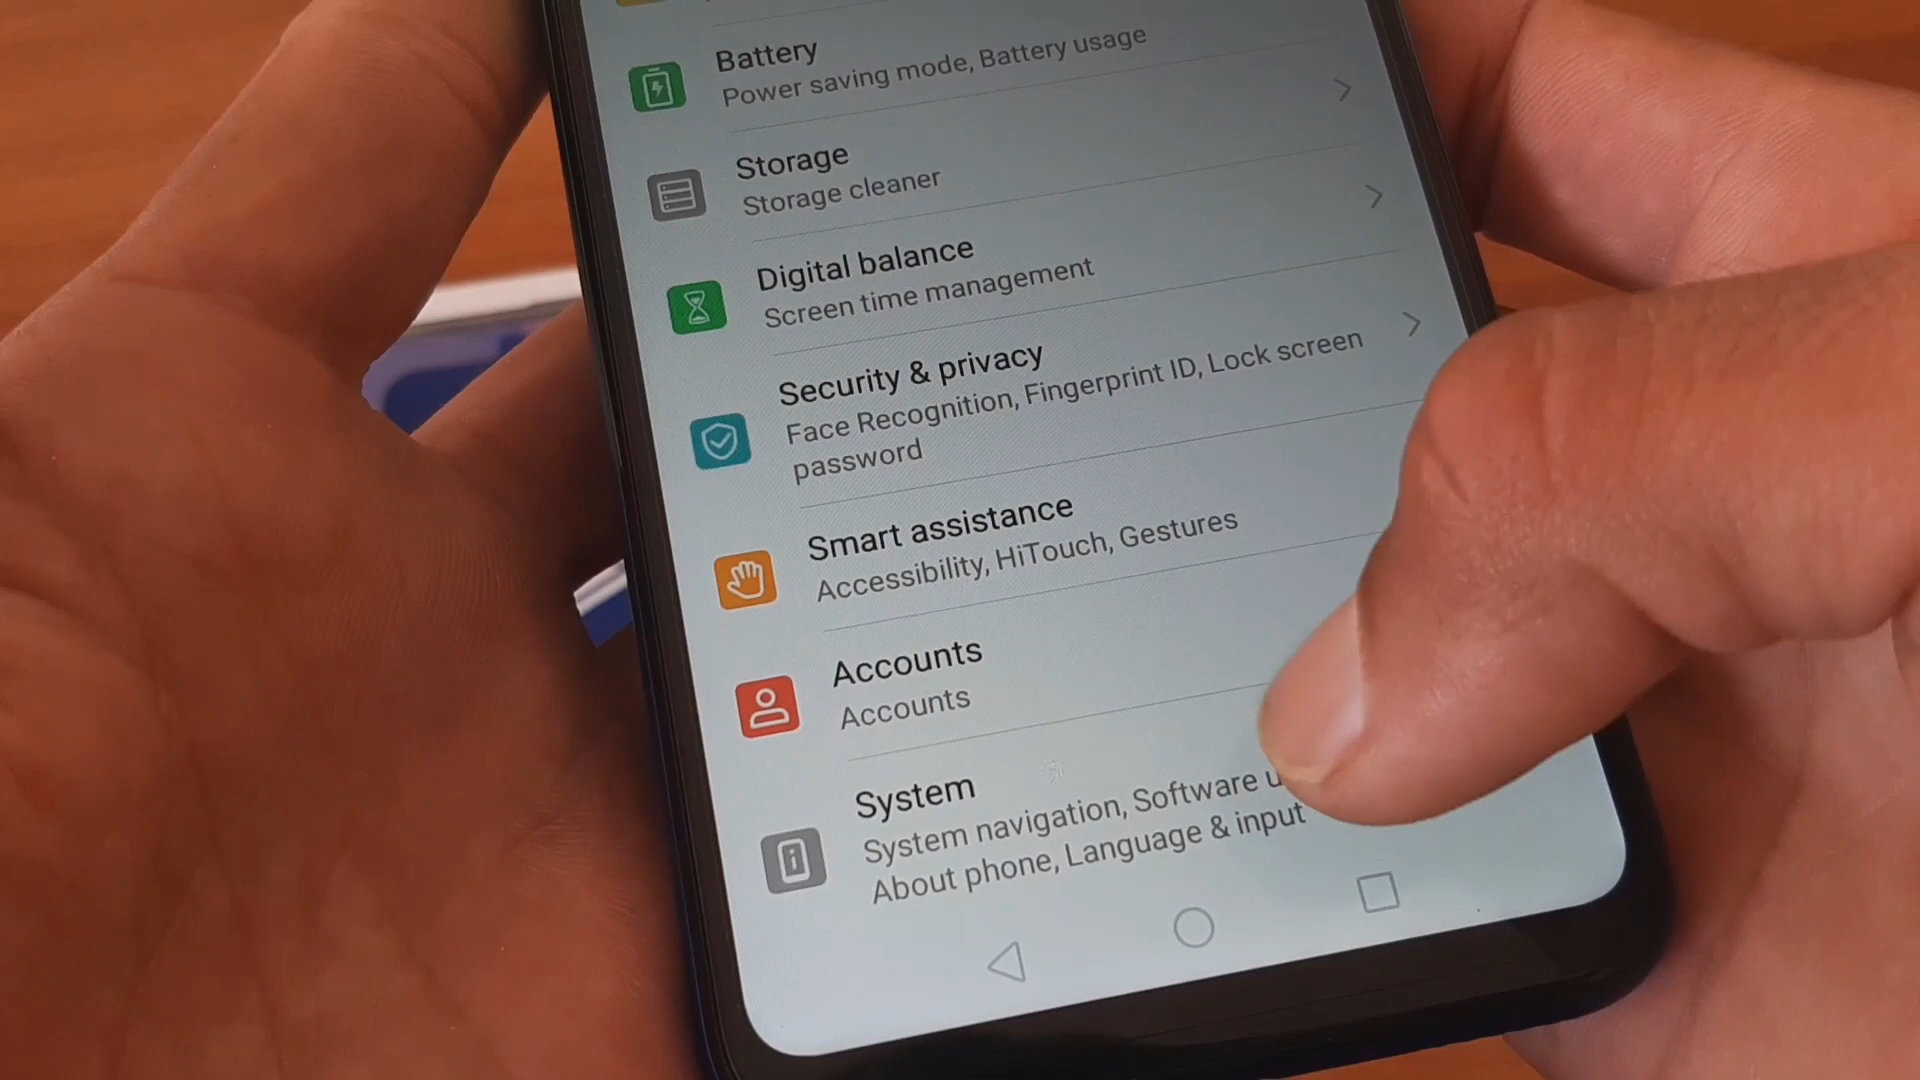 Battery
Power saving mode, Battery usage
Storage
Storage cleaner
Digital balance
Screen time management
Security & privacy
Face Recognition, Fingerprint ID, Lock screen
password
Smart assistance
Accessibility, HiTouch, Gestures
Accounts
Accounts
System
System navigation, Software
About phone, Language & input